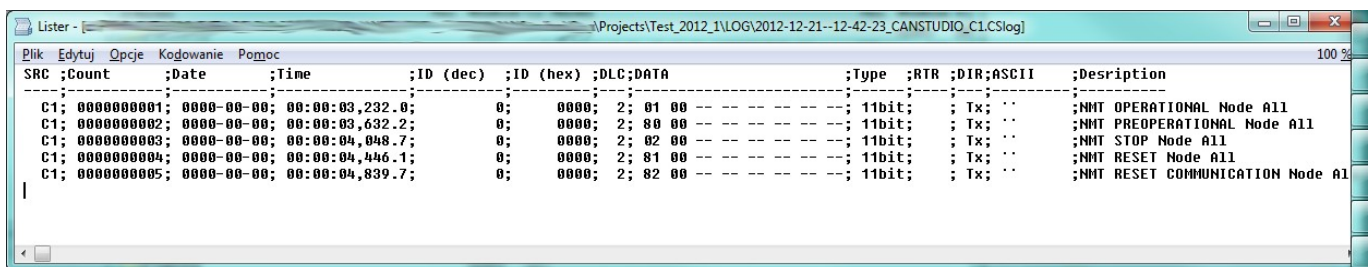 Lister - [ \Projects\Test_2012_1\LOG\2012-12-21--12-42-23_CANSTUDIO_C1.CSlog]
Plik Edytuj Opcje Kodowanie Pomoc 100 %
SRC ;Count ;Date ;Time ;ID (dec) ;ID (hex) ;DLC;DATA ;Type ;RTR ;DIR;ASCII ;Desription
----;----------;----------;---------------;----------;---------;---;-----------------------;------;----;---;---------;----------
C1; 0000000001; 0000-00-00; 00:00:03,232.0; 0; 0000; 2; 01 00 -- -- -- -- -- --; 11bit; ; Tx; ·· ;NMT OPERATIONAL Node All
C1; 0000000002; 0000-00-00; 00:00:03,632.2; 0; 0000; 2; 80 00 -- -- -- -- -- --; 11bit; ; Tx; ·· ;NMT PREOPERATIONAL Node All
C1; 0000000003; 0000-00-00; 00:00:04,048.7; 0; 0000; 2; 02 00 -- -- -- -- -- --; 11bit; ; Tx; ·· ;NMT STOP Node All
C1; 0000000004; 0000-00-00; 00:00:04,446.1; 0; 0000; 2; 81 00 -- -- -- -- -- --; 11bit; ; Tx; ·· ;NMT RESET Node All
C1; 0000000005; 0000-00-00; 00:00:04,839.7; 0; 0000; 2; 82 00 -- -- -- -- -- --; 11bit; ; Tx; ·· ;NMT RESET COMMUNICATION Node Al